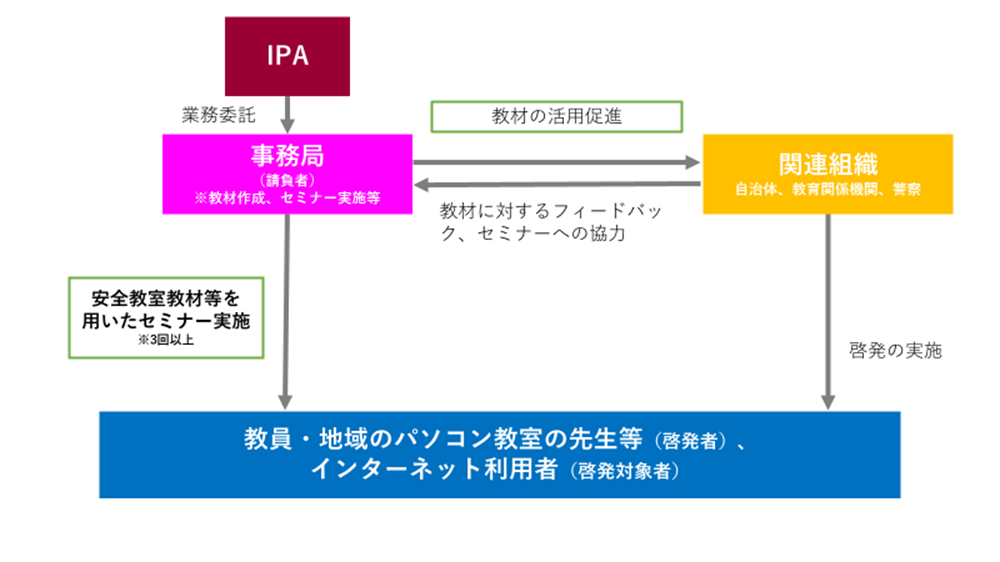 IPA
業務委託
教材の活用促進
事務局
（請負者）
※教材作成、セミナー実施等
関連組織
自治体、教育関係機関、警察
教材に対するフィードバッ
ク、セミナーへの協力
安全教室教材等を
用いたセミナー実施
※3回以上
啓発の実施
教員・地域のパソコン教室の先生等（啓発者）、
インターネット利用者（啓発対象者）